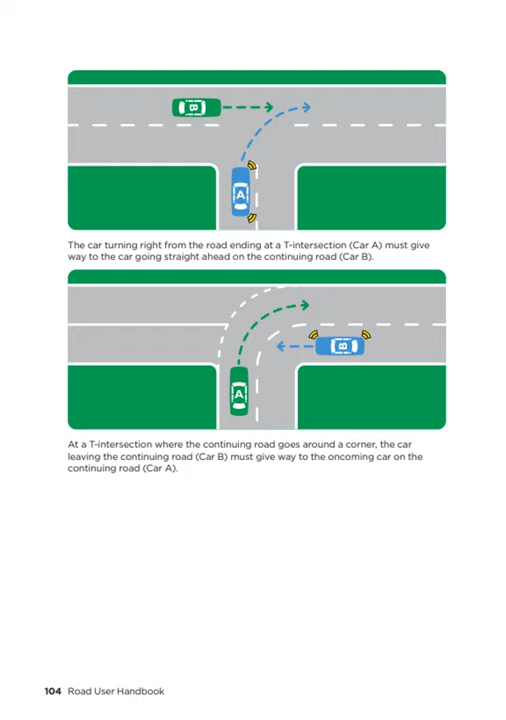 B
A
The car turning right from the road ending at a T-intersection (Car A) must give
way to the car going straight ahead on the continuing road (Car B).
B
A
At a T-intersection where the continuing road goes around a corner, the car
leaving the continuing road (Car B) must give way to the oncoming car on the
continuing road (Car A).
104 Road User Handbook